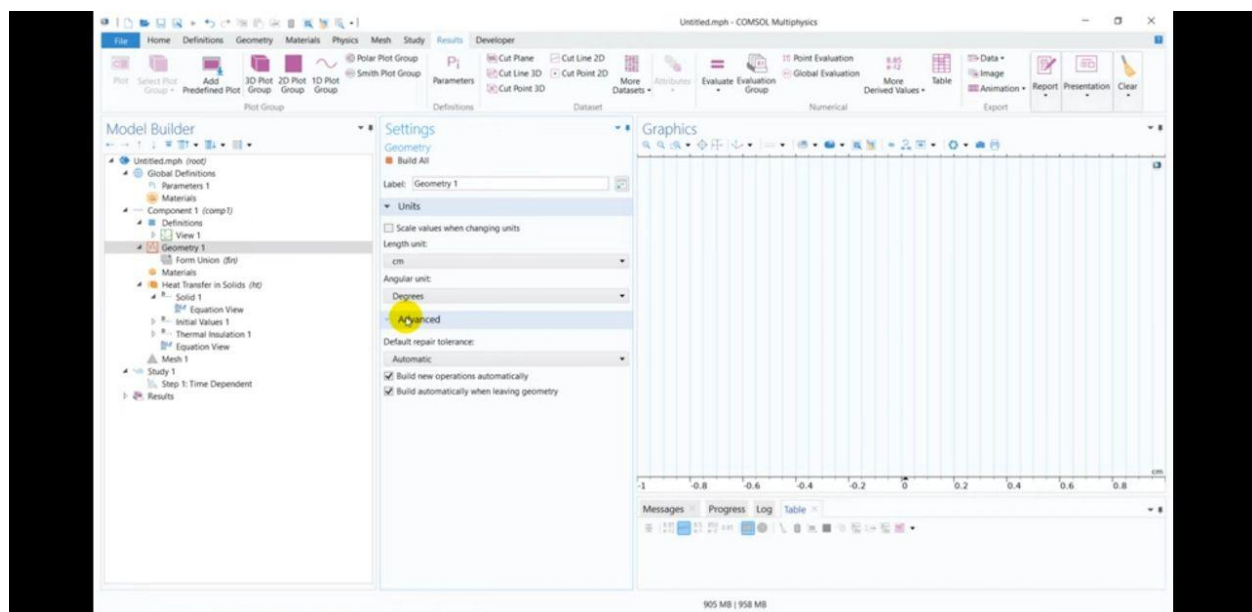 Untitled.mph - COMSOL Multiphysics
File Home Definitions Geometry Materials Physics Mesh Study Results Developer
Plot
Select Plot Group
Add Predefined Plot
3D Plot Group
2D Plot Group
1D Plot Group
Polar Plot Group
Smith Plot Group
Plot Group
Pi
Parameters
Definitions
Cut Plane
Cut Line 3D
Cut Point 3D
Cut Line 2D
Cut Point 2D
More Datasets
Attributes
Dataset
Evaluate
Evaluation Group
Point Evaluation
Global Evaluation
More Derived Values
Table
Numerical
Data
Image
Animation
Export
Report
Presentation
Clear
Model Builder
Untitled.mph (root)
Global Definitions
Pi Parameters 1
Materials
Component 1 (comp1)
Definitions
View 1
Geometry 1
Form Union (fin)
Materials
Heat Transfer in Solids (ht)
Solid 1
Equation View
Initial Values 1
Thermal Insulation 1
Equation View
Mesh 1
Study 1
Step 1: Time Dependent
Results
Settings
Geometry
Build All
Label: Geometry 1
Units
Scale values when changing units
Length unit:
cm
Angular unit:
Degrees
Advanced
Default repair tolerance:
Automatic
Build new operations automatically
Build automatically when leaving geometry
Graphics
cm
-1 -0.8 -0.6 -0.4 -0.2 0 0.2 0.4 0.6 0.8
Messages Progress Log Table
905 MB | 958 MB